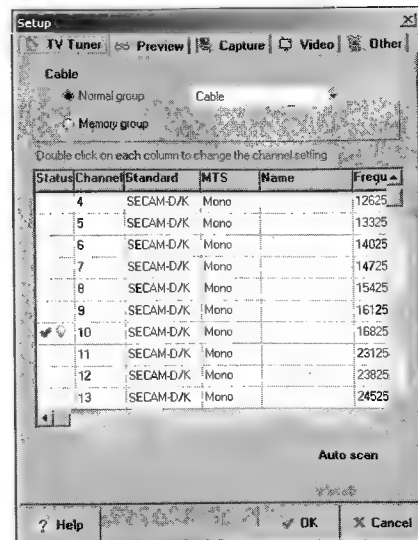 Setup
TV Tuner Preview Capture Video Other
Cable
Normal group Cable
Memory group
Double click on each column to change the channel setting
Status Channel Standard MTS Name Frequ
4 SECAM-D/K Mono 12625
5 SECAM-D/K Mono 13325
6 SECAM-D/K Mono 14025
7 SECAM-D/K Mono 14725
8 SECAM-D/K Mono 15425
9 SECAM-D/K Mono 16125
10 SECAM-D/K Mono 16825
11 SECAM-D/K Mono 23125
12 SECAM-D/K Mono 23825
13 SECAM-D/K Mono 24525
Auto scan
? Help OK Cancel